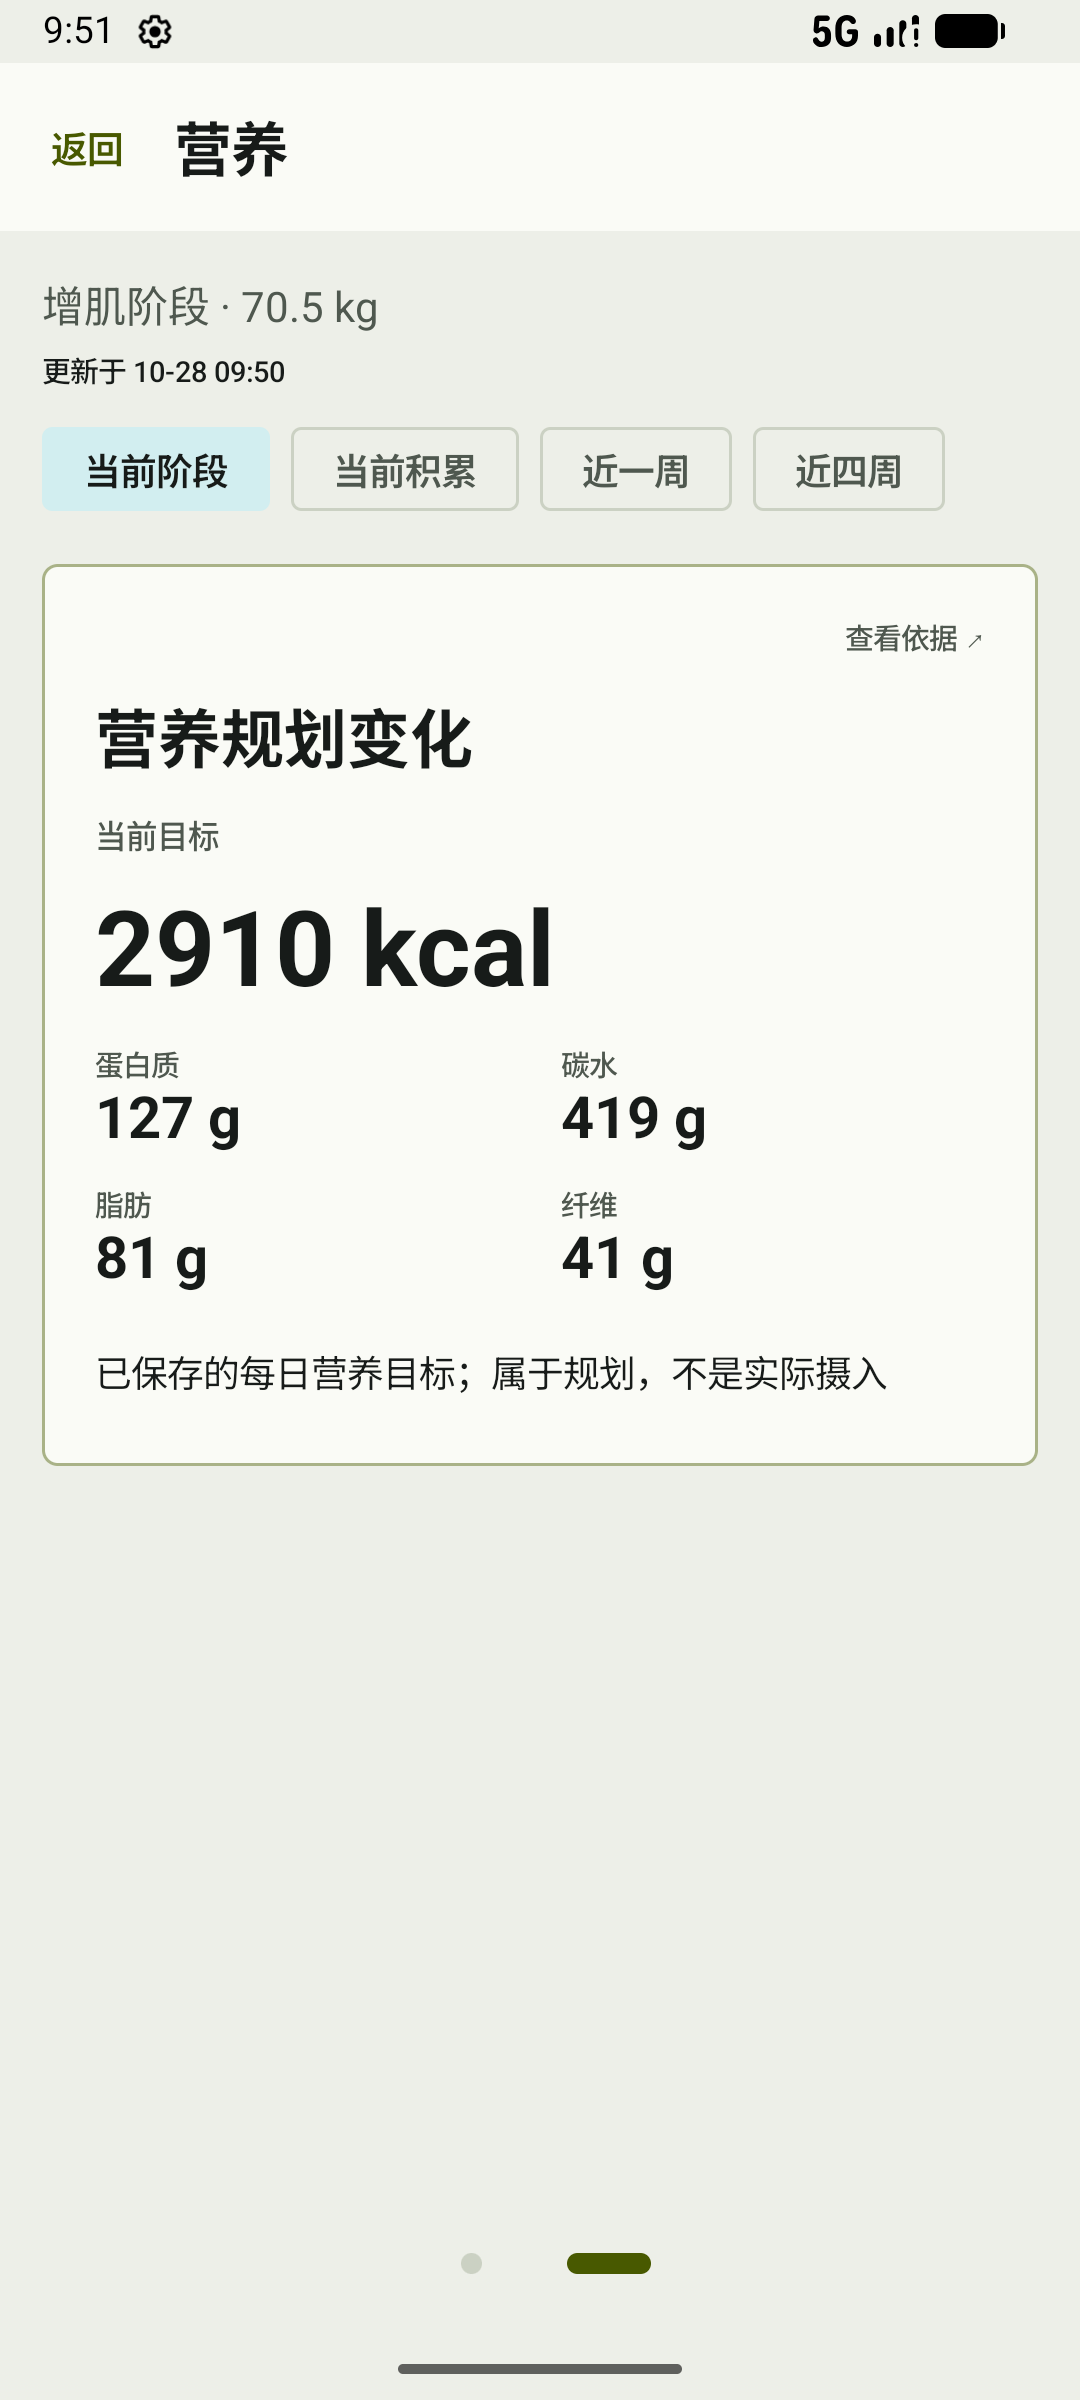 9:51
5G
返回
营养
增肌阶段 · 70.5 kg
更新于 10-28 09:50
当前阶段
当前积累
近一周
近四周
查看依据 ↗
营养规划变化
当前目标
2910 kcal
蛋白质
碳水
127 g
419 g
脂肪
纤维
81 g
41 g
已保存的每日营养目标；属于规划，不是实际摄入